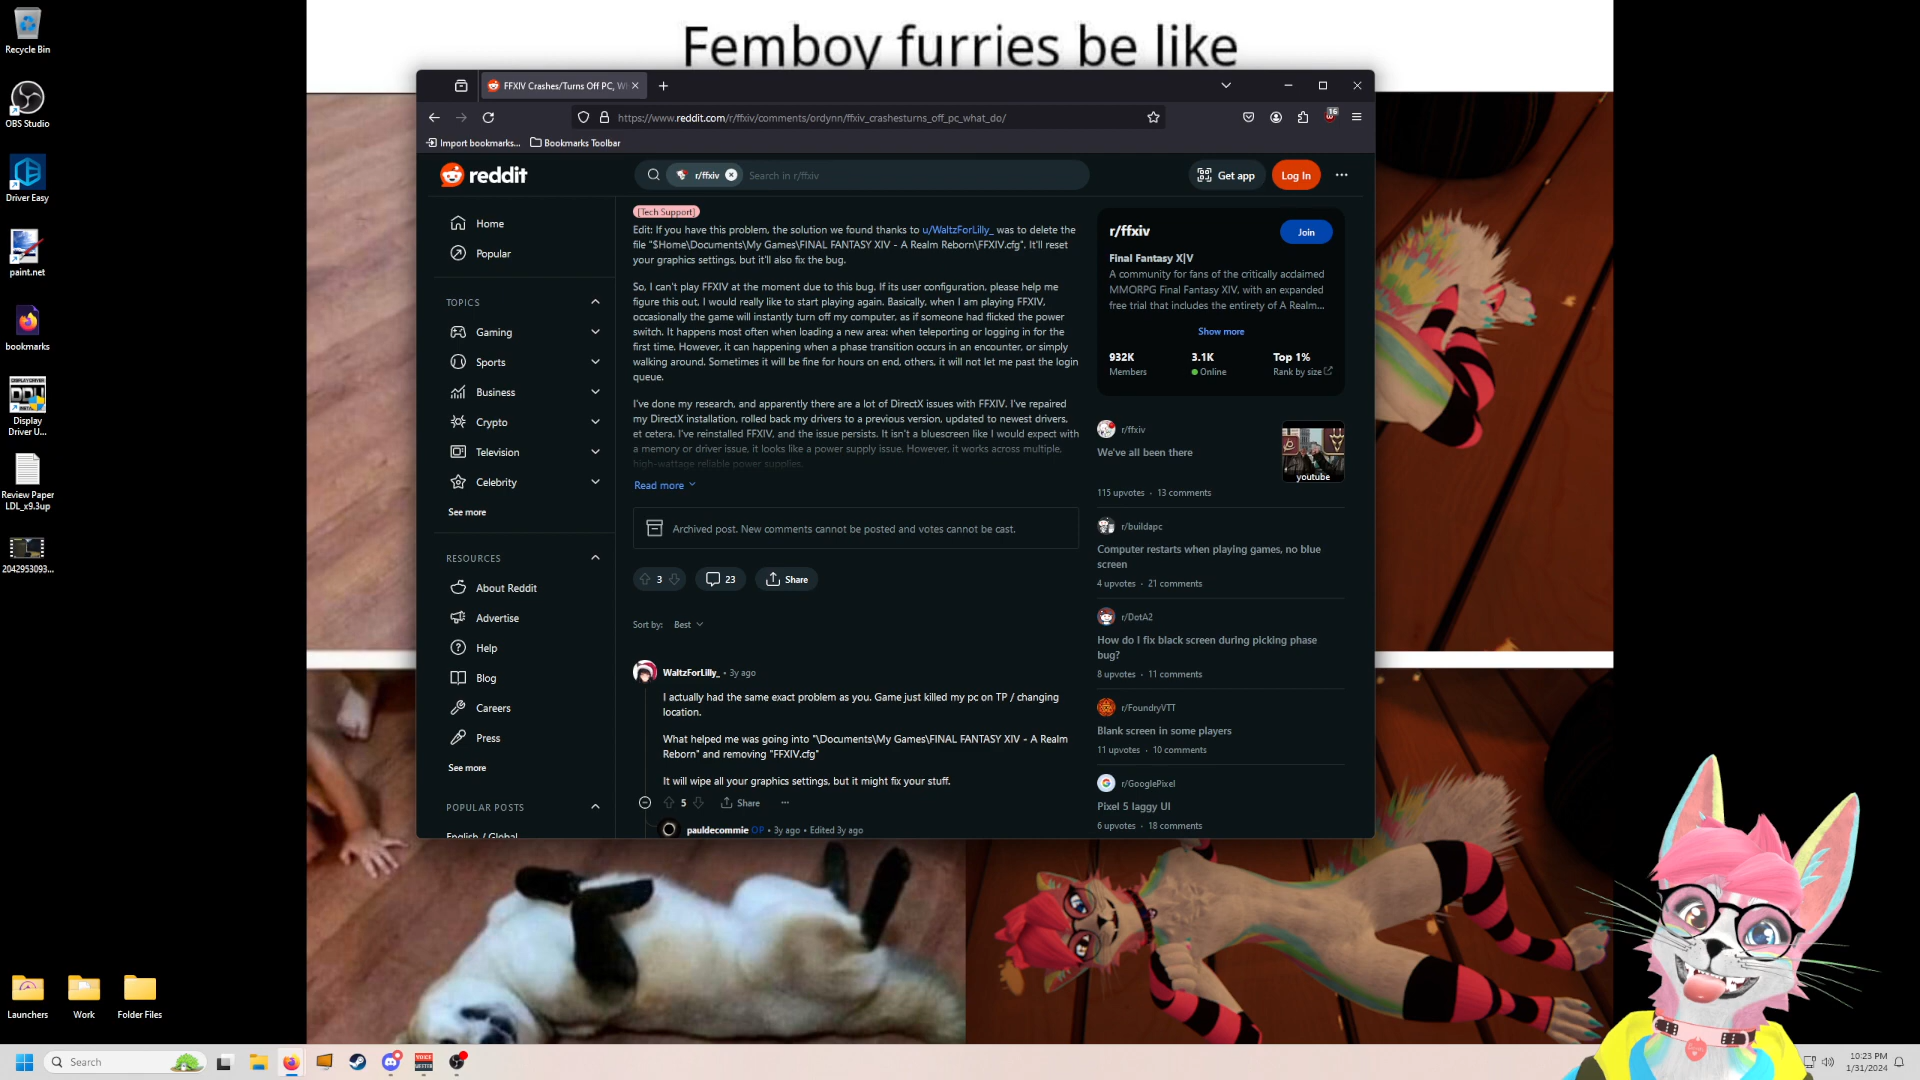 Femboy furries be like
Recycle Bin
OBS Studio
Driver Easy
paint.net
bookmarks
Display
Driver U...
Review Paper
LDL_x9.3up
2042953093...
Launchers
Work
Folder Files
FFXIV Crashes/Turns Off PC, W
https://www.reddit.com/r/ffxiv/comments/ordynn/ffxiv_crashesturns_off_pc_what_do/
16
Import bookmarks...
Bookmarks Toolbar
reddit
r/ffxiv
Search in r/ffxiv
Get app
Log In
Home
Popular
TOPICS
Gaming
Sports
Business
Crypto
Television
Celebrity
See more
RESOURCES
About Reddit
Advertise
Help
Blog
Careers
Press
See more
POPULAR POSTS
English / Global
[Tech Support]
Edit: If you have this problem, the solution we found thanks to u/WaltzForLilly_ was to delete the
file "$Home\Documents\My Games\FINAL FANTASY XIV - A Realm Reborn\FFXIV.cfg". It'll reset
your graphics settings, but it'll also fix the bug.
So, I can't play FFXIV at the moment due to this bug. If its user configuration, please help me
figure this out, I would really like to start playing again. Basically, when I am playing FFXIV,
occasionally the game will instantly turn off my computer, as if someone had flicked the power
switch. It happens most often when loading a new area: when teleporting or logging in for the
first time. However, it can happening when a phase transition occurs in an encounter, or simply
walking around. Sometimes it will be fine for hours on end, others, it will not let me past the login
queue.
I've done my research, and apparently there are a lot of DirectX issues with FFXIV. I've repaired
my DirectX installation, rolled back my drivers to a previous version, updated to newest drivers,
et cetera. I've reinstalled FFXIV, and the issue persists. It isn't a bluescreen like I would expect with
a memory or driver issue, it looks like a power supply issue. However, it works across multiple,
high-wattage reliable power supplies.
Read more
Archived post. New comments cannot be posted and votes cannot be cast.
3
23
Share
Sort by: Best
WaltzForLilly_ • 3y ago
I actually had the same exact problem as you. Game just killed my pc on TP / changing
location.
What helped me was going into "\Documents\My Games\FINAL FANTASY XIV - A Realm
Reborn" and removing "FFXIV.cfg"
It will wipe all your graphics settings, but it might fix your stuff.
5
Share
pauldecommie OP • 3y ago • Edited 3y ago
r/ffxiv
Join
Final Fantasy X|V
A community for fans of the critically acclaimed
MMORPG Final Fantasy XIV, with an expanded
free trial that includes the entirety of A Realm...
Show more
932K
3.1K
Top 1%
Members
Online
Rank by size
r/ffxiv
We've all been there
youtube
115 upvotes · 13 comments
r/buildapc
Computer restarts when playing games, no blue
screen
4 upvotes · 21 comments
r/DotA2
How do I fix black screen during picking phase
bug?
8 upvotes · 11 comments
r/FoundryVTT
Blank screen in some players
11 upvotes · 10 comments
r/GooglePixel
Pixel 5 laggy UI
6 upvotes · 18 comments
Search
10:23 PM
1/31/2024